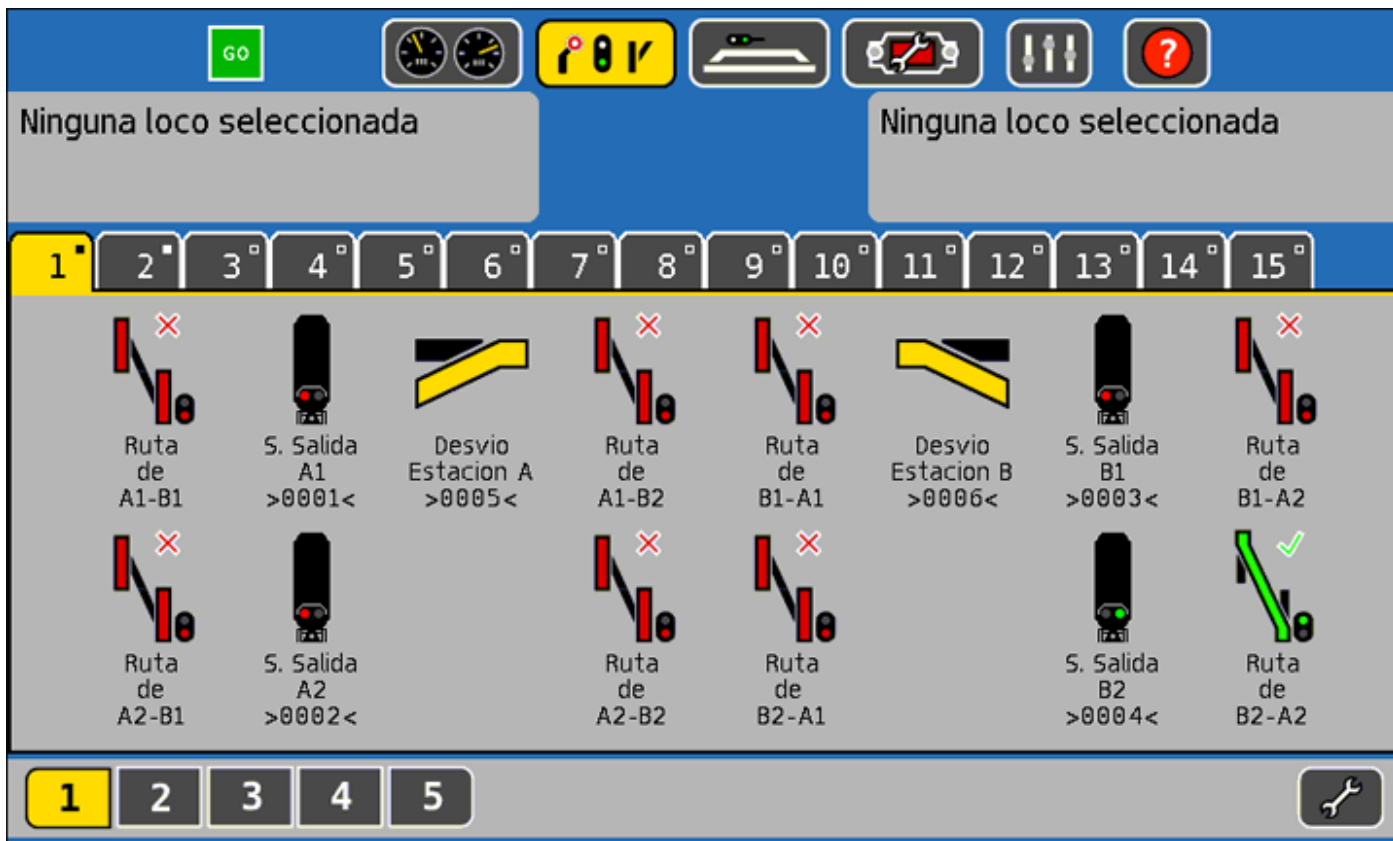 GO
?
Ninguna loco seleccionada
Ninguna loco seleccionada
1 2 3 4 5 6 7 8 9 10 11 12 13 14 15
Ruta
de
A1-B1
S. Salida
A1
>0001<
Desvio
Estacion A
>0005<
Ruta
de
A1-B2
Ruta
de
B1-A1
Desvio
Estacion B
>0006<
S. Salida
B1
>0003<
Ruta
de
B1-A2
Ruta
de
A2-B1
S. Salida
A2
>0002<
Ruta
de
A2-B2
Ruta
de
B2-A1
S. Salida
B2
>0004<
Ruta
de
B2-A2
1 2 3 4 5